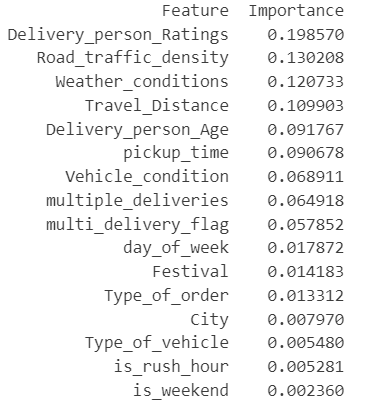 Feature Importance
Delivery_person_Ratings 0.198570
Road_traffic_density 0.130208
Weather_conditions 0.120733
Travel_Distance 0.109903
Delivery_person_Age 0.091767
pickup_time 0.090678
Vehicle_condition 0.068911
multiple_deliveries 0.064918
multi_delivery_flag 0.057852
day_of_week 0.017872
Festival 0.014183
Type_of_order 0.013312
City 0.007970
Type_of_vehicle 0.005480
is_rush_hour 0.005281
is_weekend 0.002360